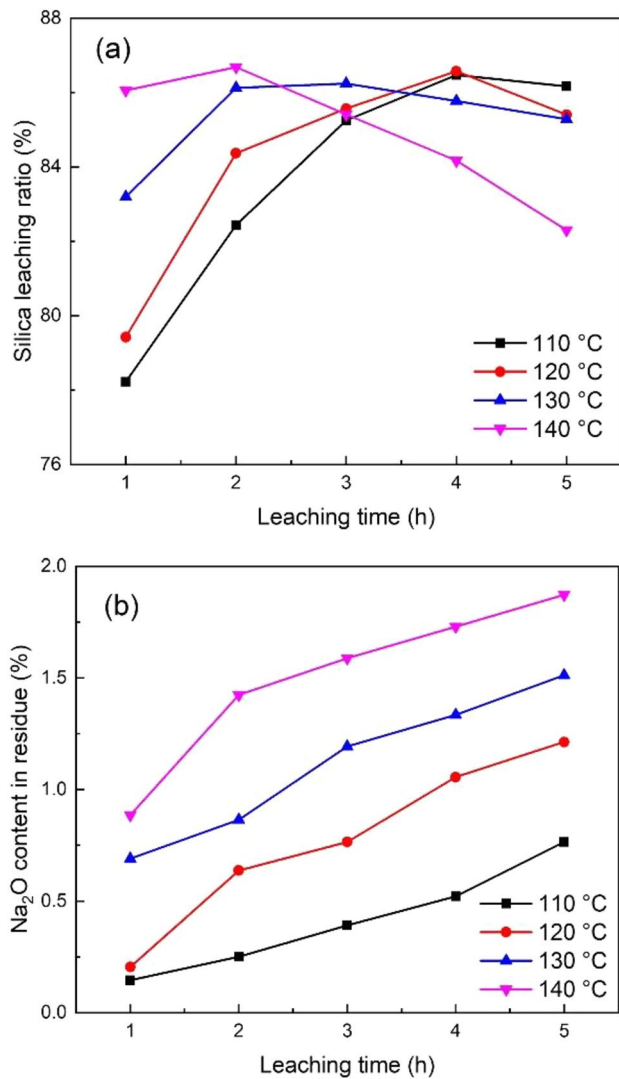 (a)
Silica leaching ratio (%)
88
84
80
76
110 °C
120 °C
130 °C
140 °C
1 2 3 4 5
Leaching time (h)
(b)
Na₂O content in residue (%)
2.0
1.5
1.0
0.5
0.0
110 °C
120 °C
130 °C
140 °C
1 2 3 4 5
Leaching time (h)